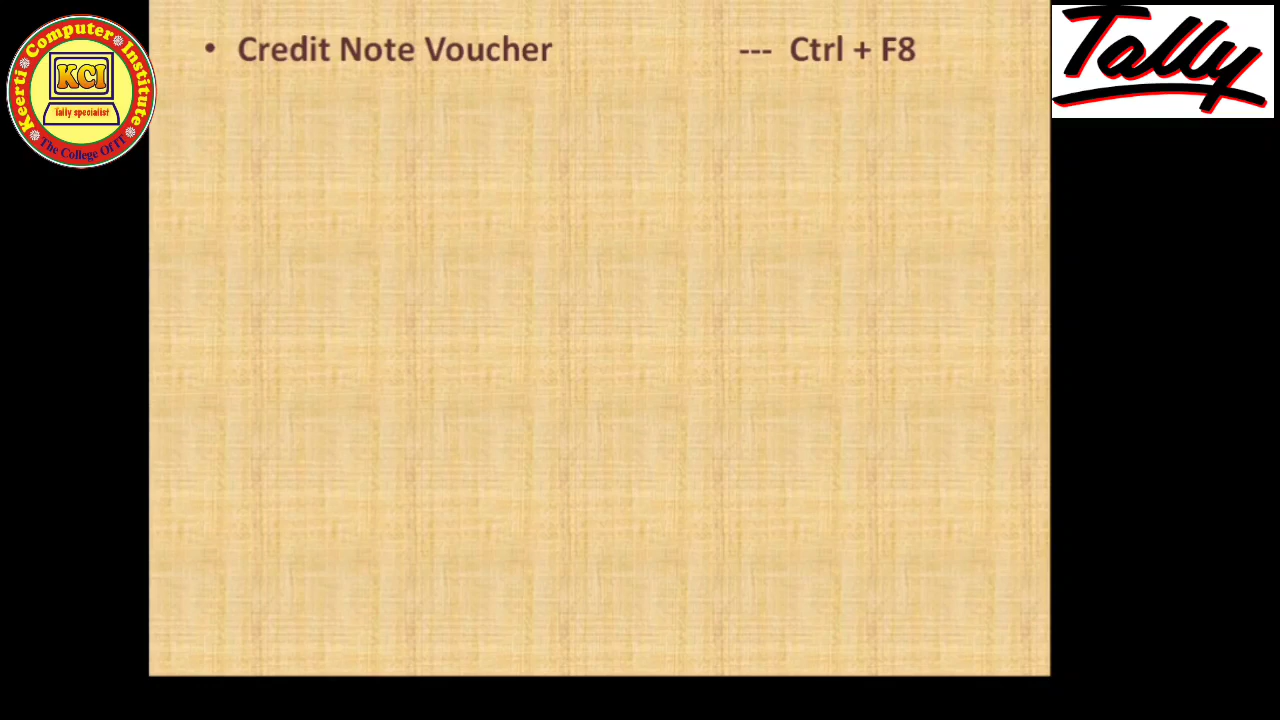 Keerti Computer Institute
KCI
Tally specialist
The College Of IT
• Credit Note Voucher --- Ctrl + F8
Tally